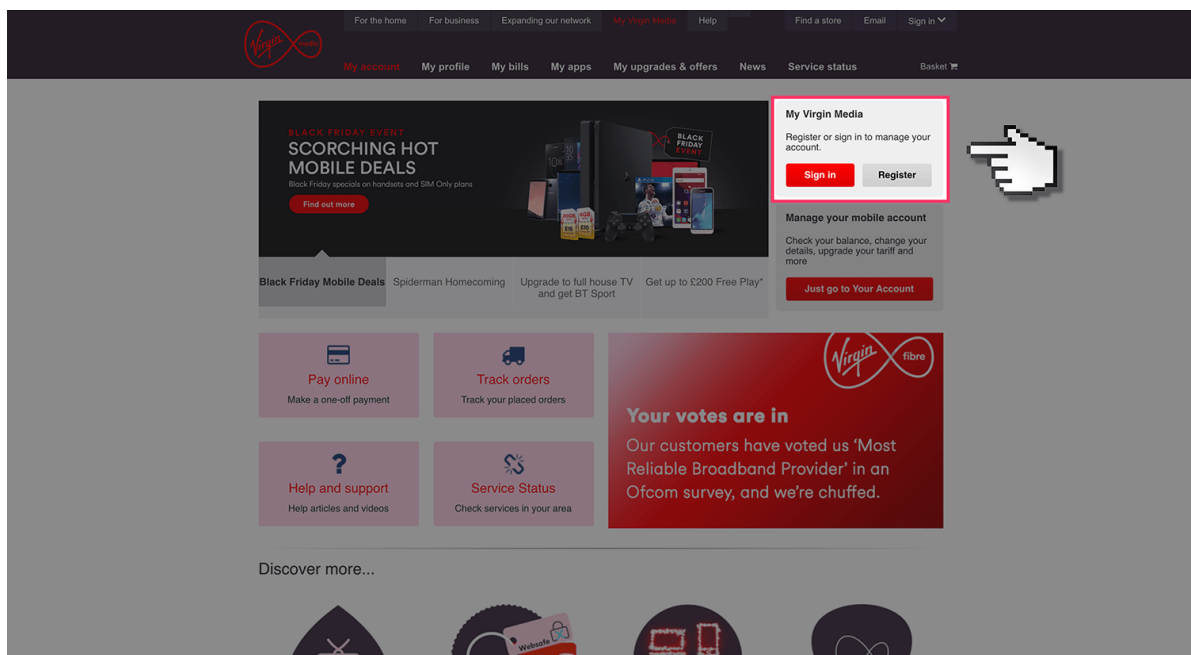 For the home
For business
Expanding our network
My Virgin Media
Help
Find a store
Email
Sign in
Virgin media
My account
My profile
My bills
My apps
My upgrades & offers
News
Service status
Basket
BLACK FRIDAY EVENT
SCORCHING HOT
MOBILE DEALS
Black Friday specials on handsets and SIM Only plans
Find out more
BLACK
FRIDAY
EVENT
My Virgin Media
Register or sign in to manage your
account.
Sign in
Register
Manage your mobile account
Check your balance, change your
details, upgrade your tariff and
more
Just go to Your Account
Black Friday Mobile Deals
Spiderman Homecoming
Upgrade to full house TV
and get BT Sport
Get up to £200 Free Play*
Pay online
Make a one-off payment
Track orders
Track your placed orders
Help and support
Help articles and videos
Service Status
Check services in your area
Virgin fibre
Your votes are in
Our customers have voted us ‘Most
Reliable Broadband Provider’ in an
Ofcom survey, and we’re chuffed.
Discover more...
Websafe